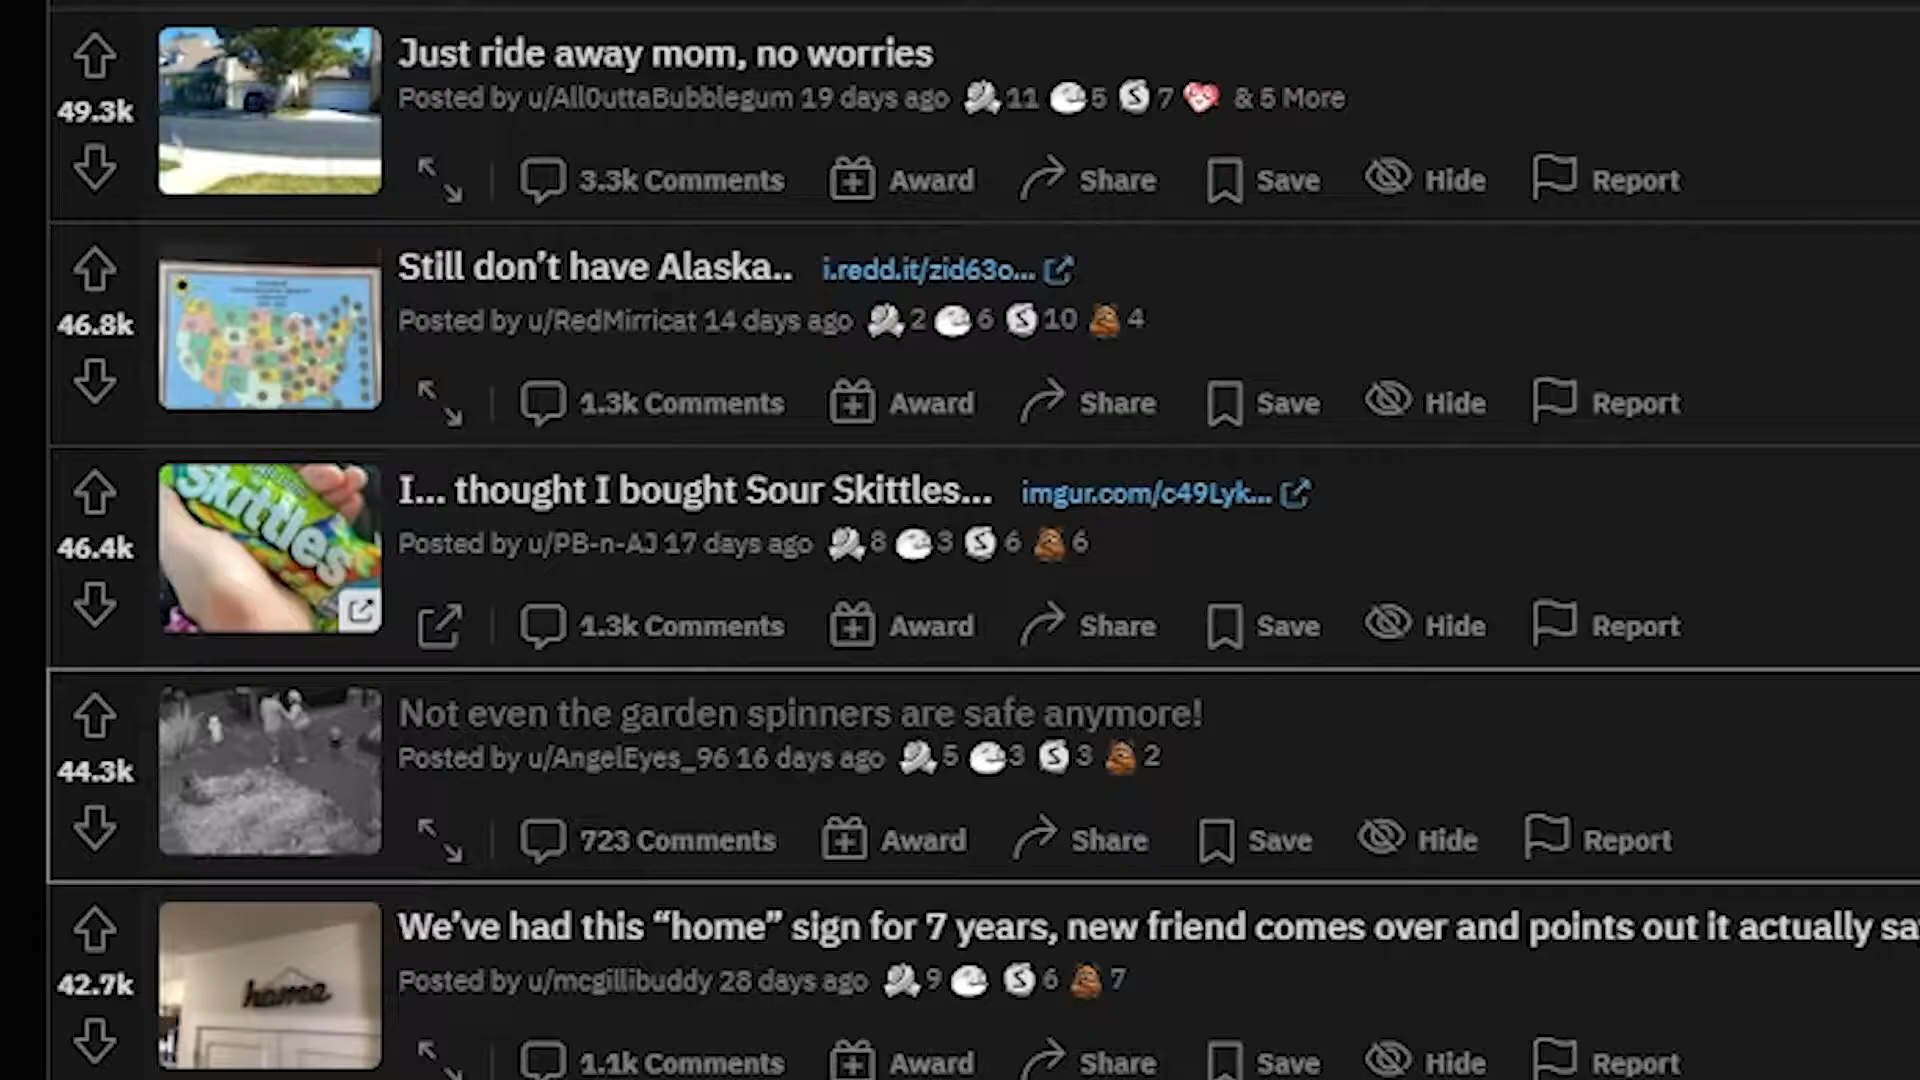 Just ride away mom, no worries
49.3k
Posted by u/AllOuttaBubblegum 19 days ago 11 5 7 & 5 More
3.3k Comments Award Share Save Hide Report
Still don’t have Alaska.. i.redd.it/zid63o...
46.8k
Posted by u/RedMirricat 14 days ago 2 6 10 4
1.3k Comments Award Share Save Hide Report
Skittles
I... thought I bought Sour Skittles... imgur.com/c49Lyk...
46.4k
Posted by u/PB-n-AJ 17 days ago 8 3 6 6
1.3k Comments Award Share Save Hide Report
Not even the garden spinners are safe anymore!
44.3k
Posted by u/AngelEyes_96 16 days ago 5 3 3 2
723 Comments Award Share Save Hide Report
We’ve had this “home” sign for 7 years, new friend comes over and points out it actually sa
42.7k
Posted by u/mcgillibuddy 28 days ago 9 6 7
hama
1.1k Comments Award Share Save Hide Report